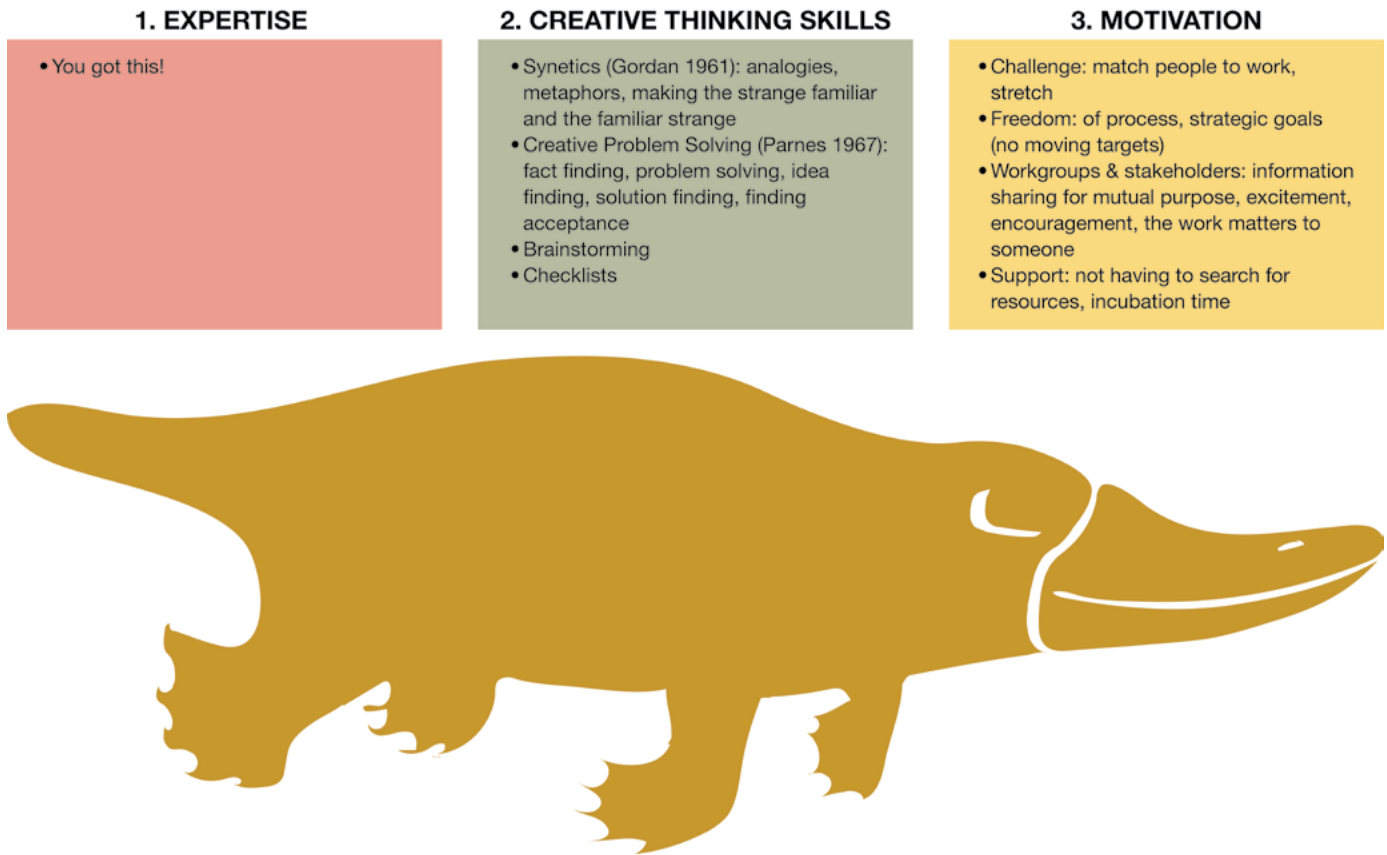 1. EXPERTISE
• You got this!
2. CREATIVE THINKING SKILLS
• Synetics (Gordan 1961): analogies,
metaphors, making the strange familiar
and the familiar strange
• Creative Problem Solving (Parnes 1967):
fact finding, problem solving, idea
finding, solution finding, finding
acceptance
• Brainstorming
• Checklists
3. MOTIVATION
• Challenge: match people to work,
stretch
• Freedom: of process, strategic goals
(no moving targets)
• Workgroups & stakeholders: information
sharing for mutual purpose, excitement,
encouragement, the work matters to
someone
• Support: not having to search for
resources, incubation time